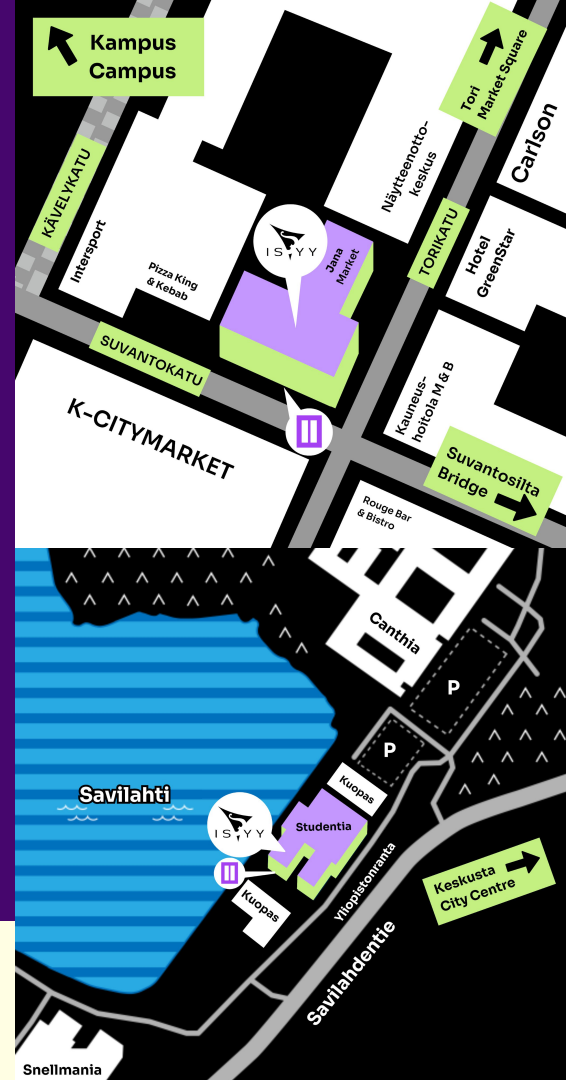 Kampus
Campus
Tori
Market Square
Carlson
Näytteenotto-
keskus
KÄVELYKATU
TORIKATU
Hotel
GreenStar
Intersport
ISYY
Jana
Market
Pizza King
& Kebab
SUVANTOKATU
Kauneus-
hoitola M & B
K-CITYMARKET
Suvantosilta
Bridge
Rouge Bar
& Bistro
Canthia
P
P
Kuopas
Savilahti
ISYY
Studentia
Kuopas
Yliopistonranta
Keskusta
City Centre
Savilahdentie
Snellmania